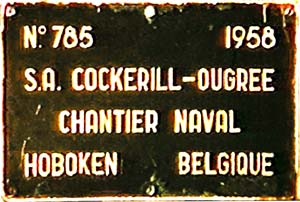 N° 785 1958
S.A. COCKERILL-OUGREE
CHANTIER NAVAL
HOBOKEN BELGIQUE